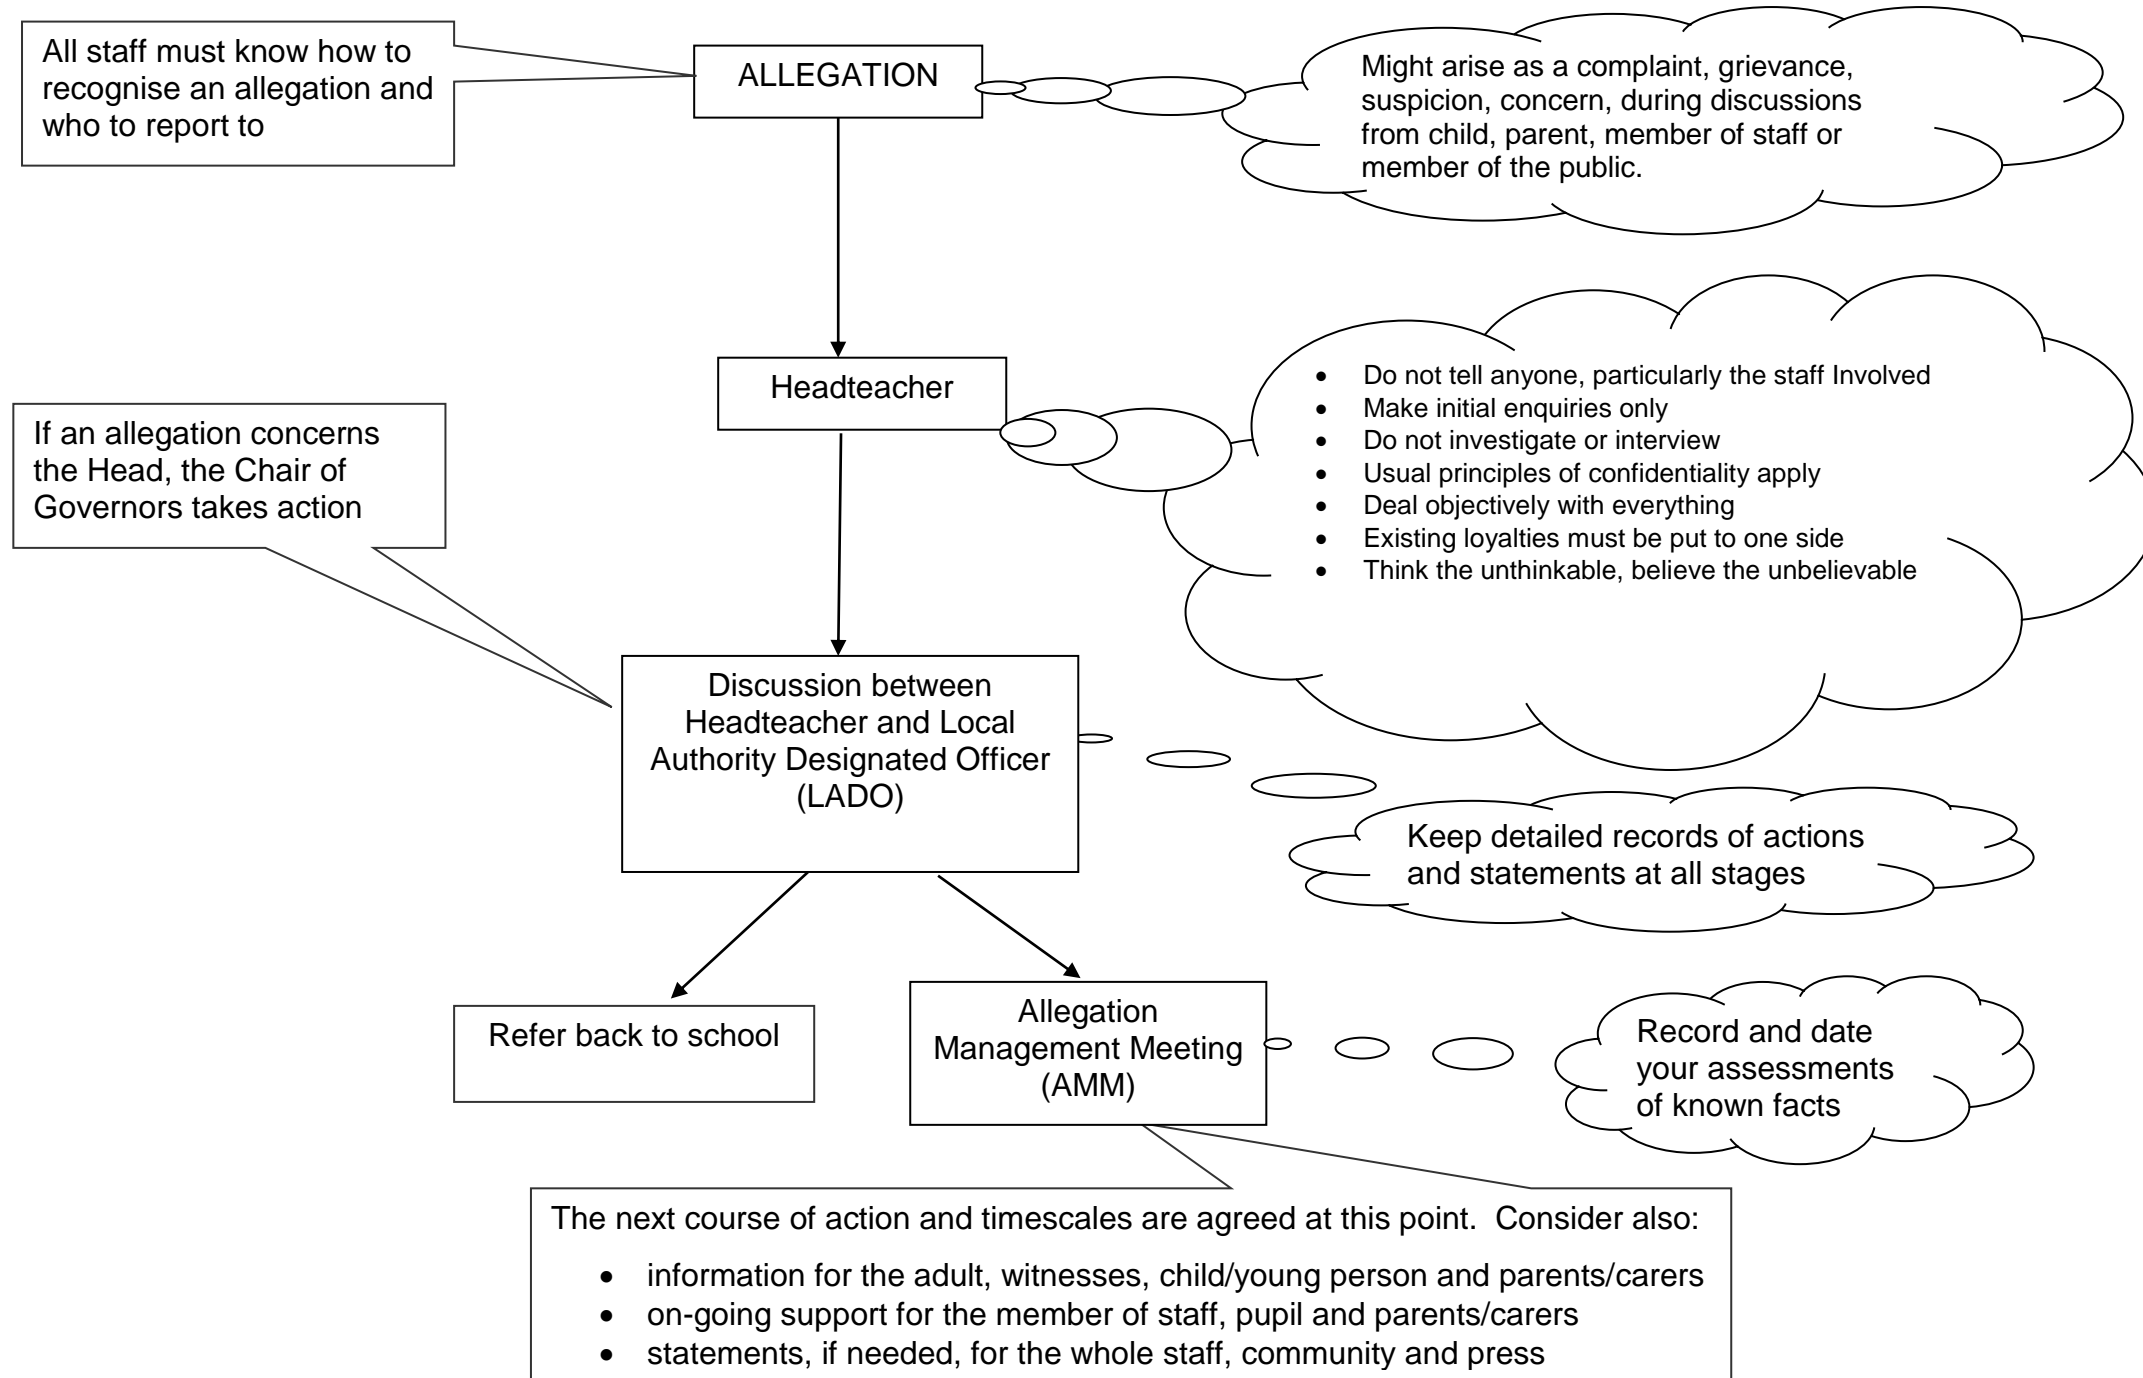 All staff must know how to
recognise an allegation and
who to report to
ALLEGATION
Might arise as a complaint, grievance,
suspicion, concern, during discussions
from child, parent, member of staff or
member of the public.
Headteacher
• Do not tell anyone, particularly the staff Involved
• Make initial enquiries only
• Do not investigate or interview
• Usual principles of confidentiality apply
• Deal objectively with everything
• Existing loyalties must be put to one side
• Think the unthinkable, believe the unbelievable
If an allegation concerns
the Head, the Chair of
Governors takes action
Discussion between
Headteacher and Local
Authority Designated Officer
(LADO)
Keep detailed records of actions
and statements at all stages
Refer back to school
Allegation
Management Meeting
(AMM)
Record and date
your assessments
of known facts
The next course of action and timescales are agreed at this point.  Consider also:
• information for the adult, witnesses, child/young person and parents/carers
• on-going support for the member of staff, pupil and parents/carers
• statements, if needed, for the whole staff, community and press